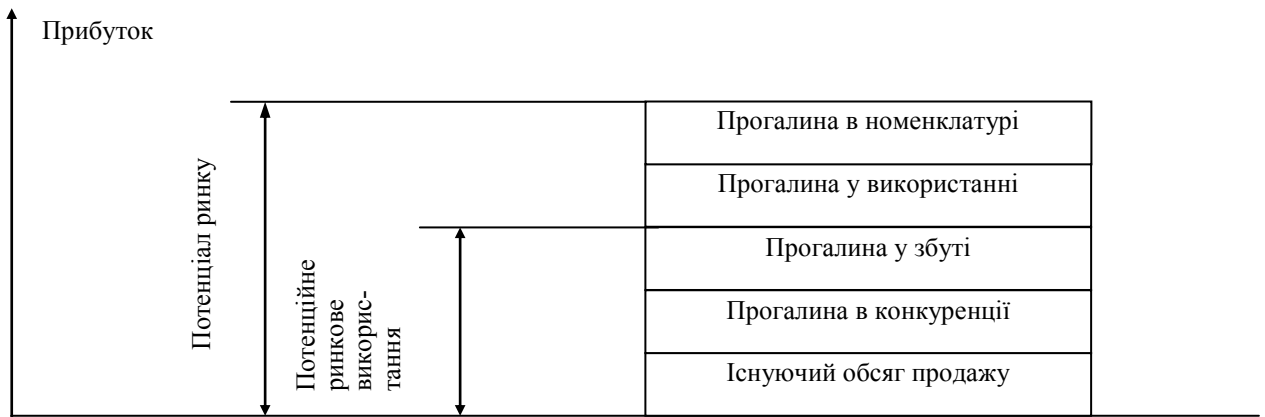 Прибуток
Прогалина в номенклатурі
Прогалина у використанні
Прогалина у збуті
Прогалина в конкуренції
Існуючий обсяг продажу
Потенціал ринку
Потенційне
ринкове
викорис-
тання